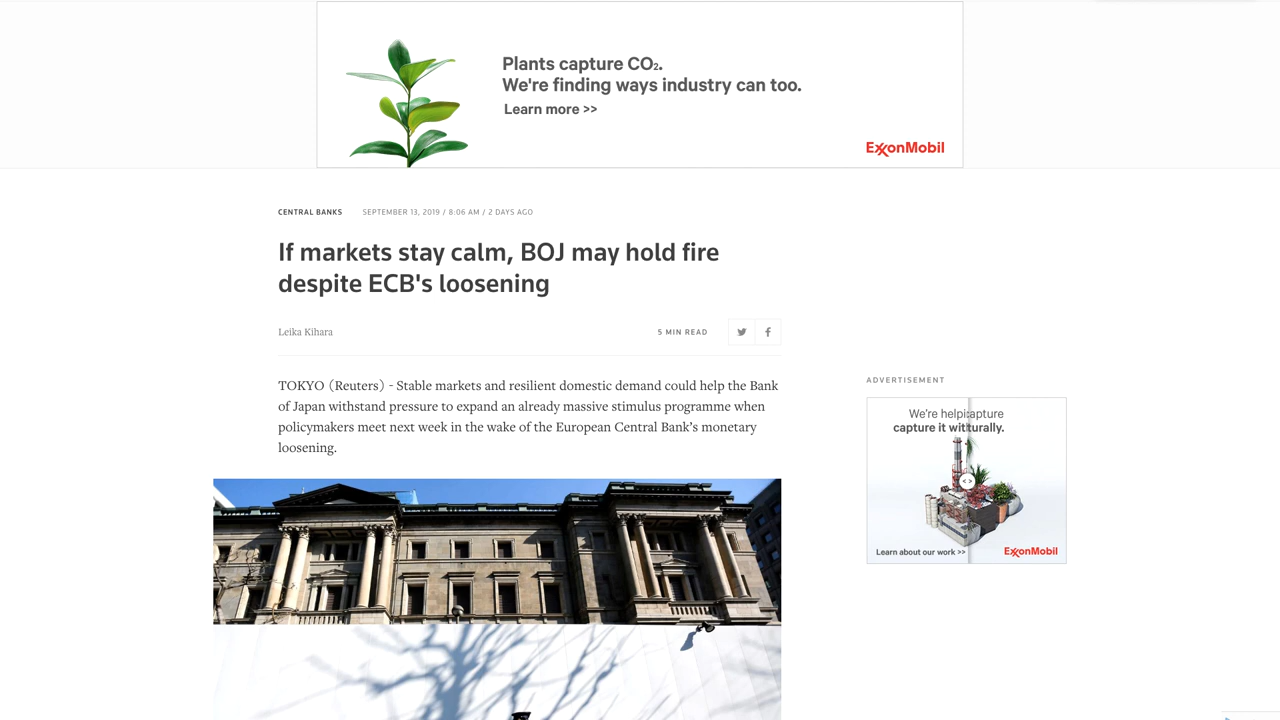 Plants capture CO₂.
We're finding ways industry can too.
Learn more >>
ExxonMobil
CENTRAL BANKS SEPTEMBER 13, 2019 / 8:06 AM / 2 DAYS AGO
If markets stay calm, BOJ may hold fire
despite ECB's loosening
Leika Kihara
5 MIN READ
TOKYO (Reuters) - Stable markets and resilient domestic demand could help the Bank
of Japan withstand pressure to expand an already massive stimulus programme when
policymakers meet next week in the wake of the European Central Bank’s monetary
loosening.
ADVERTISEMENT
We're helpi capture
capture it wit turally.
Learn about our work >>
ExxonMobil